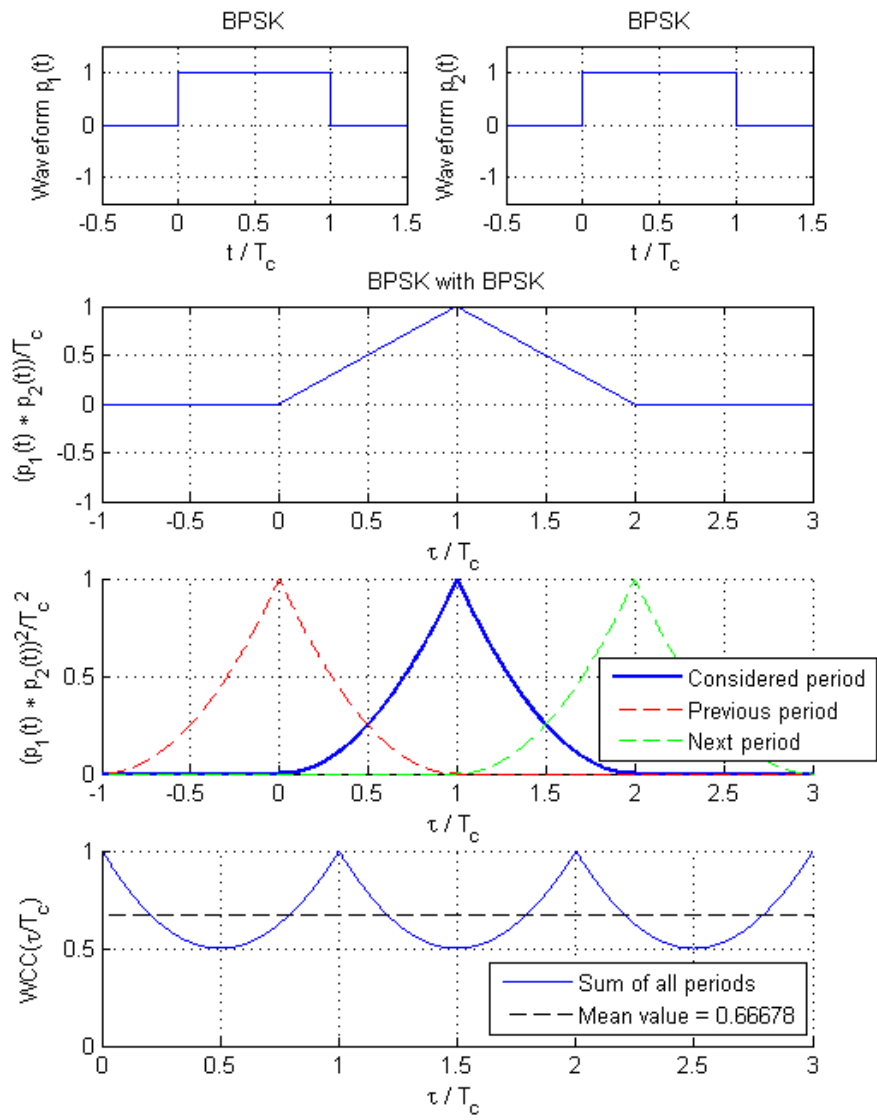 BPSK
BPSK
Waveform p1(t)
1
0
-1
-0.5 0 0.5 1 1.5
t / Tc
Waveform p2(t)
1
0
-1
-0.5 0 0.5 1 1.5
t / Tc
BPSK with BPSK
(p1(t) * p2(t))/Tc
1
0.5
0
-0.5
-1
-1 -0.5 0 0.5 1 1.5 2 2.5 3
τ / Tc
(p1(t) * p2(t))²/Tc²
1
0.5
0
Considered period
Previous period
Next period
-1 -0.5 0 0.5 1 1.5 2 2.5 3
τ / Tc
WCC(τ/Tc)
1
0.5
0
Sum of all periods
Mean value = 0.66678
0 0.5 1 1.5 2 2.5 3
τ / Tc